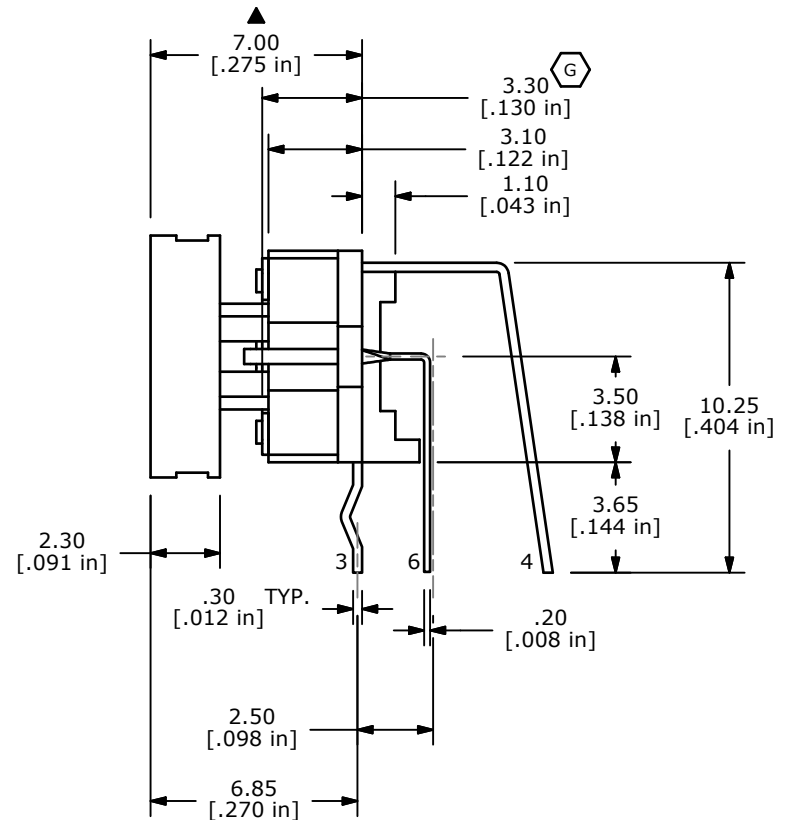 7.00
[.275 in]
G
3.30
[.130 in]
3.10
[.122 in]
1.10
[.043 in]
3.50
[.138 in]
10.25
[.404 in]
3.65
[.144 in]
2.30
[.091 in]
3
6
4
.30 TYP.
[.012 in]
.20
[.008 in]
2.50
[.098 in]
6.85
[.270 in]